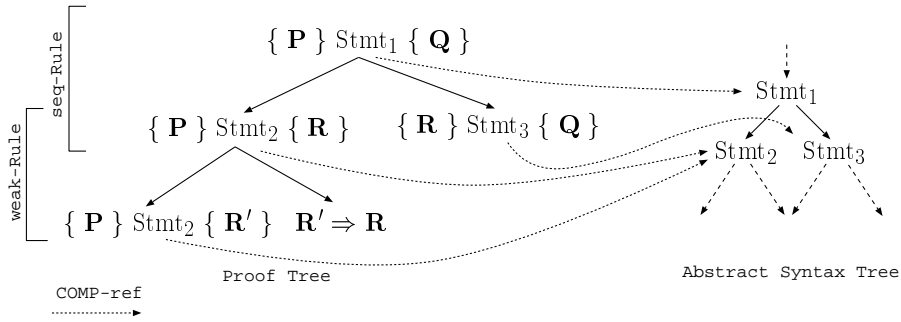 seq-Rule
{ P } Stmt₁ { Q }
Stmt₁
{ P } Stmt₂ { R }
{ R } Stmt₃ { Q }
Stmt₂
Stmt₃
weak-Rule
{ P } Stmt₂ { R′ }
R′ ⇒ R
Proof Tree
Abstract Syntax Tree
COMP-ref